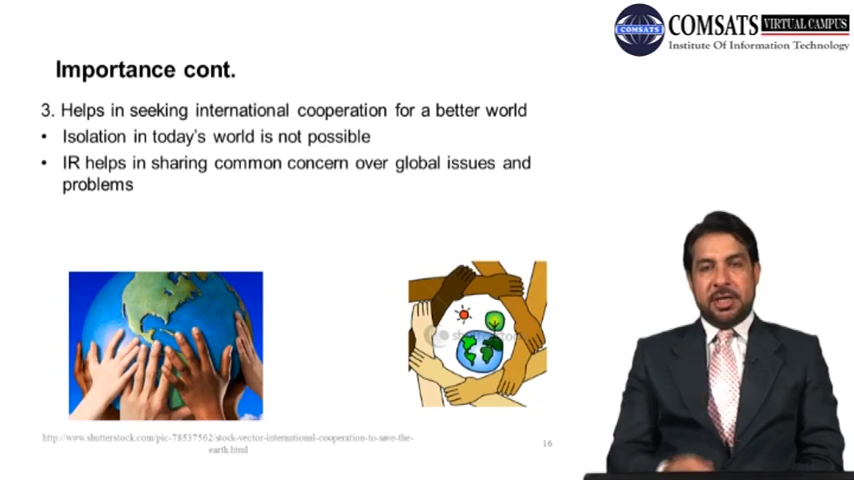 COMSATS VIRTUAL CAMPUS
COMSATS
Institute Of Information Technology
Importance cont.
3. Helps in seeking international cooperation for a better world
• Isolation in today's world is not possible
• IR helps in sharing common concern over global issues and
problems
http://www.shutterstock.com/pic-78537562/stock-vector-international-cooperation-to-save-the-
earth.html
16